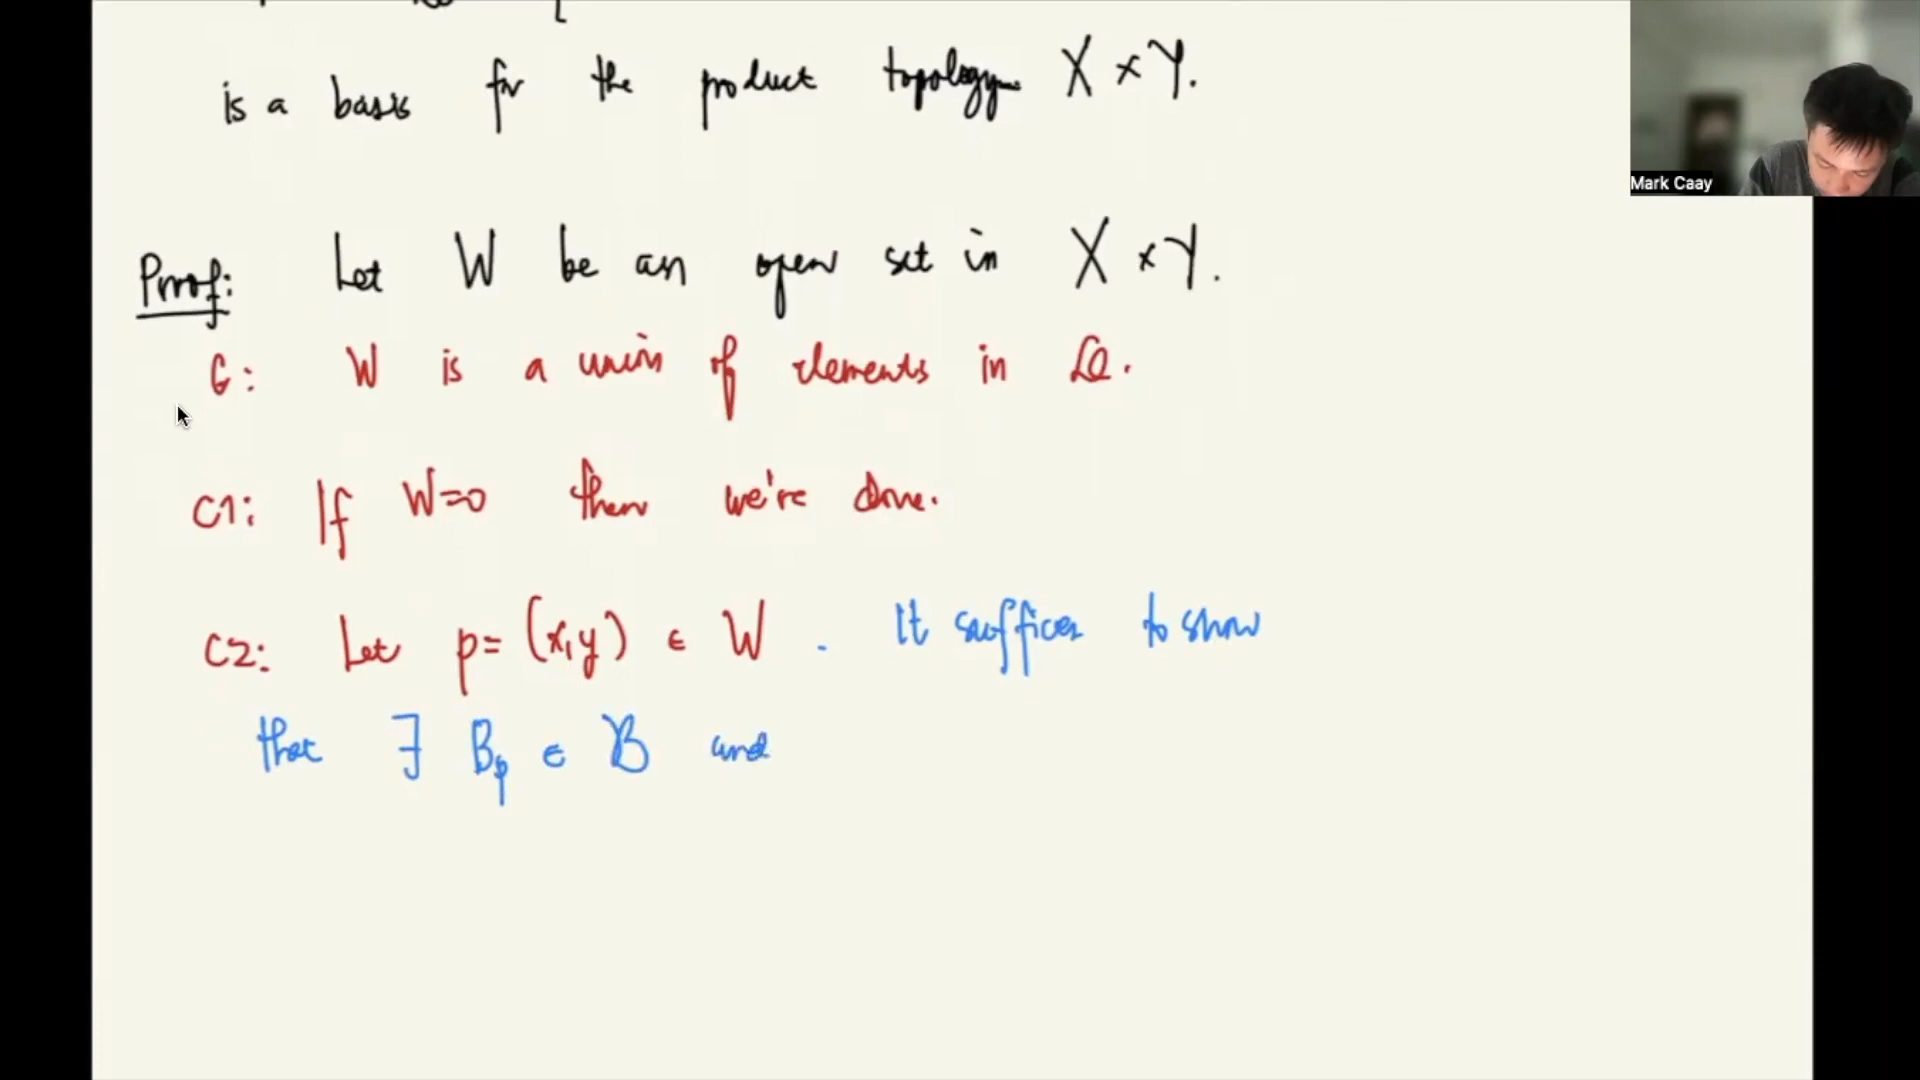 is a basis for the product topology X × Y.
Mark Caay
Proof: Let W be an open set in X × Y.
G: W is a union of elements in 𝒟.
C1: If W=∅ then we're done.
C2: Let p = (x,y) ∈ W. It suffices to show
that ∃ Bp ∈ ℬ and